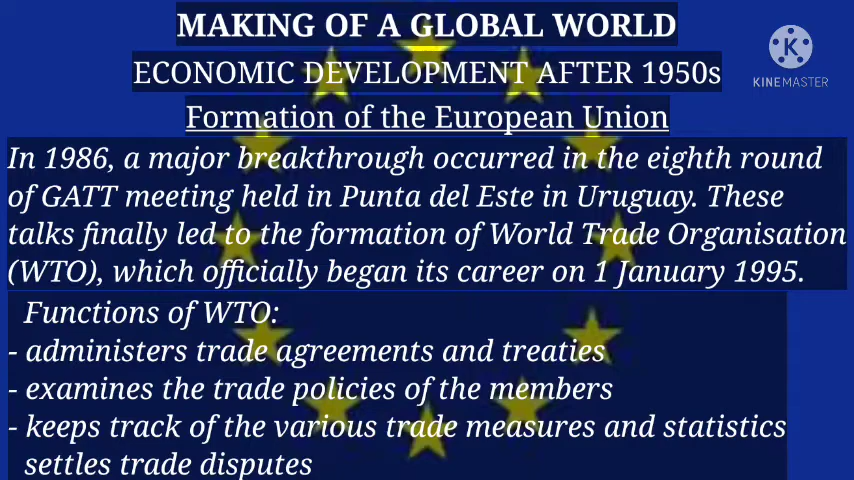 MAKING OF A GLOBAL WORLD
K
KINEMASTER
ECONOMIC DEVELOPMENT AFTER 1950s
Formation of the European Union
In 1986, a major breakthrough occurred in the eighth round
of GATT meeting held in Punta del Este in Uruguay. These
talks finally led to the formation of World Trade Organisation
(WTO), which officially began its career on 1 January 1995.
Functions of WTO:
- administers trade agreements and treaties
- examines the trade policies of the members
- keeps track of the various trade measures and statistics
settles trade disputes